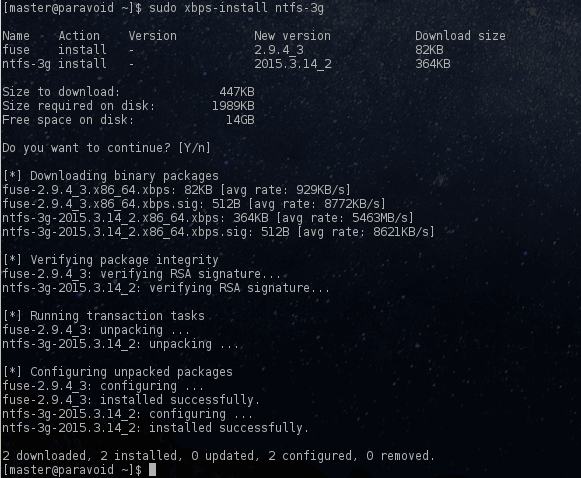 [master@paravoid ~]$ sudo xbps-install ntfs-3g
Name Action Version New version Download size
fuse install - 2.9.4_3 82KB
ntfs-3g install - 2015.3.14_2 364KB
Size to download: 447KB
Size required on disk: 1989KB
Free space on disk: 14GB
Do you want to continue? [Y/n]
[*] Downloading binary packages
fuse-2.9.4_3.x86_64.xbps: 82KB [avg rate: 929KB/s]
fuse-2.9.4_3.x86_64.xbps.sig: 512B [avg rate: 8772KB/s]
ntfs-3g-2015.3.14_2.x86_64.xbps: 364KB [avg rate: 5463MB/s]
ntfs-3g-2015.3.14_2.x86_64.xbps.sig: 512B [avg rate: 8621KB/s]
[*] Verifying package integrity
fuse-2.9.4_3: verifying RSA signature...
ntfs-3g-2015.3.14_2: verifying RSA signature...
[*] Running transaction tasks
fuse-2.9.4_3: unpacking ...
ntfs-3g-2015.3.14_2: unpacking ...
[*] Configuring unpacked packages
fuse-2.9.4_3: configuring ...
fuse-2.9.4_3: installed successfully.
ntfs-3g-2015.3.14_2: configuring ...
ntfs-3g-2015.3.14_2: installed successfully.
2 downloaded, 2 installed, 0 updated, 2 configured, 0 removed.
[master@paravoid ~]$